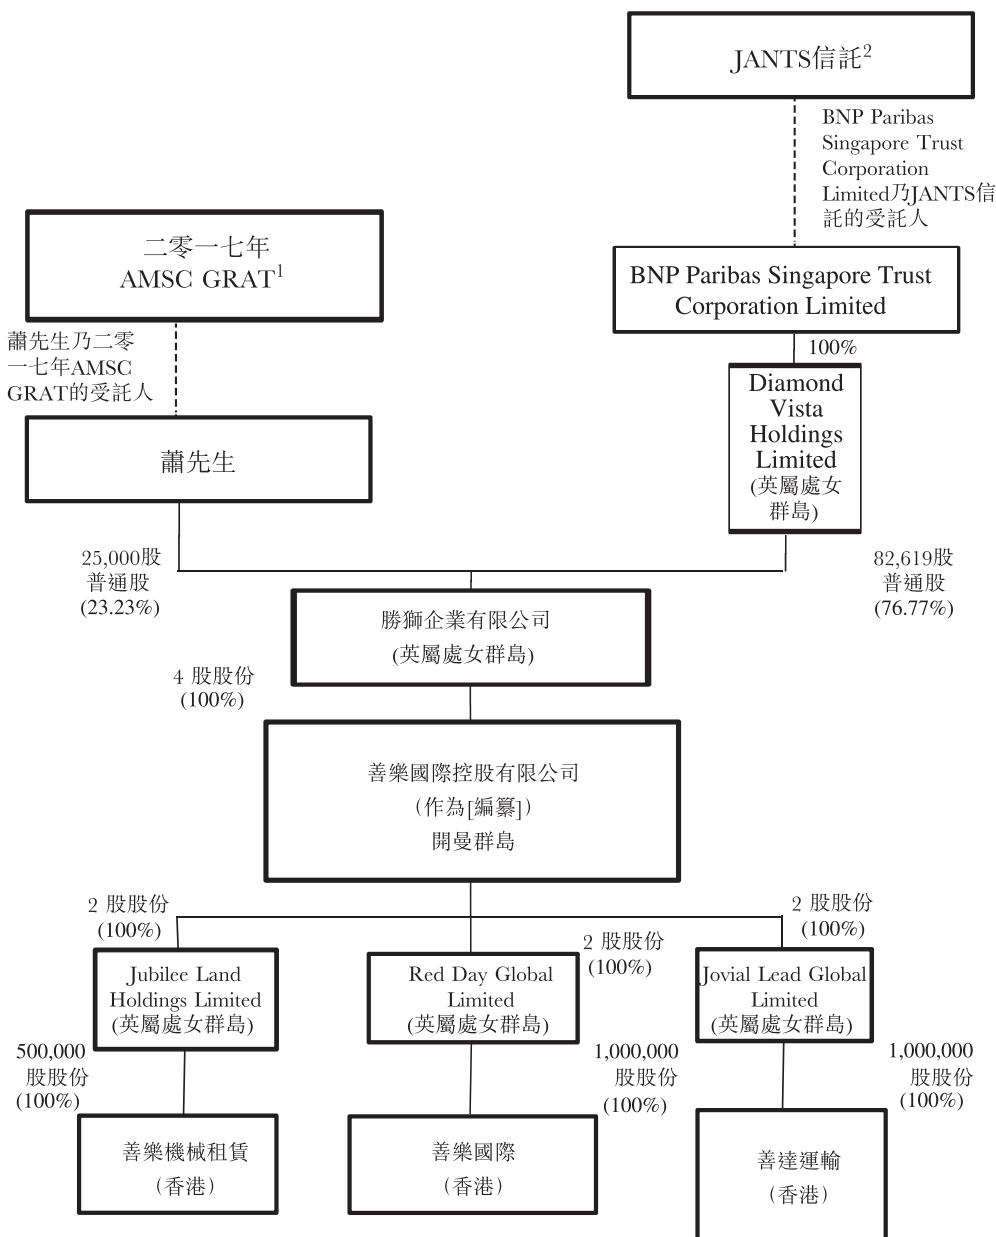 JANTS信託2
BNP Paribas
Singapore Trust
Corporation
Limited乃JANTS信
託的受託人
二零一七年
AMSC GRAT1
BNP Paribas Singapore Trust
Corporation Limited
蕭先生乃二零
一七年AMSC
GRAT的受託人
100%
Diamond
Vista
Holdings
Limited
(英屬處女
群島)
蕭先生
25,000股
普通股
(23.23%)
82,619股
普通股
(76.77%)
勝獅企業有限公司
(英屬處女群島)
4 股股份
(100%)
善樂國際控股有限公司
（作為[編纂]）
開曼群島
2 股股份
(100%)
2 股股份
(100%)
2 股股份
(100%)
Jubilee Land
Holdings Limited
(英屬處女群島)
Red Day Global
Limited
(英屬處女群島)
Jovial Lead Global
Limited
(英屬處女群島)
500,000
股股份
(100%)
1,000,000
股股份
(100%)
1,000,000
股股份
(100%)
善樂機械租賃
（香港）
善樂國際
（香港）
善達運輸
（香港）